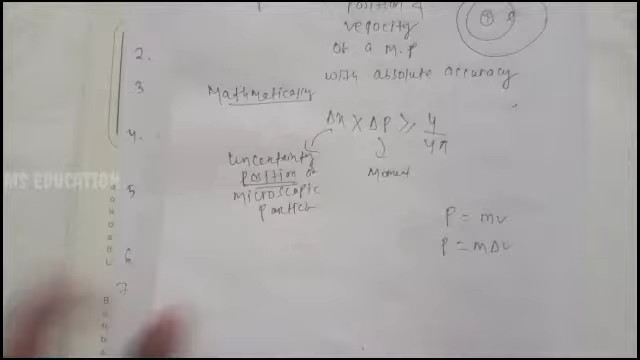 position &
velocity
of a M.P
with absolute accuracy
Mathematically
Δx × ΔP ≥ h/4π
Uncertainty
position of
microscopic
particle
Moment
P = mv
P = mΔv
2.
3
4.
5
6
7
MS EDUCATION